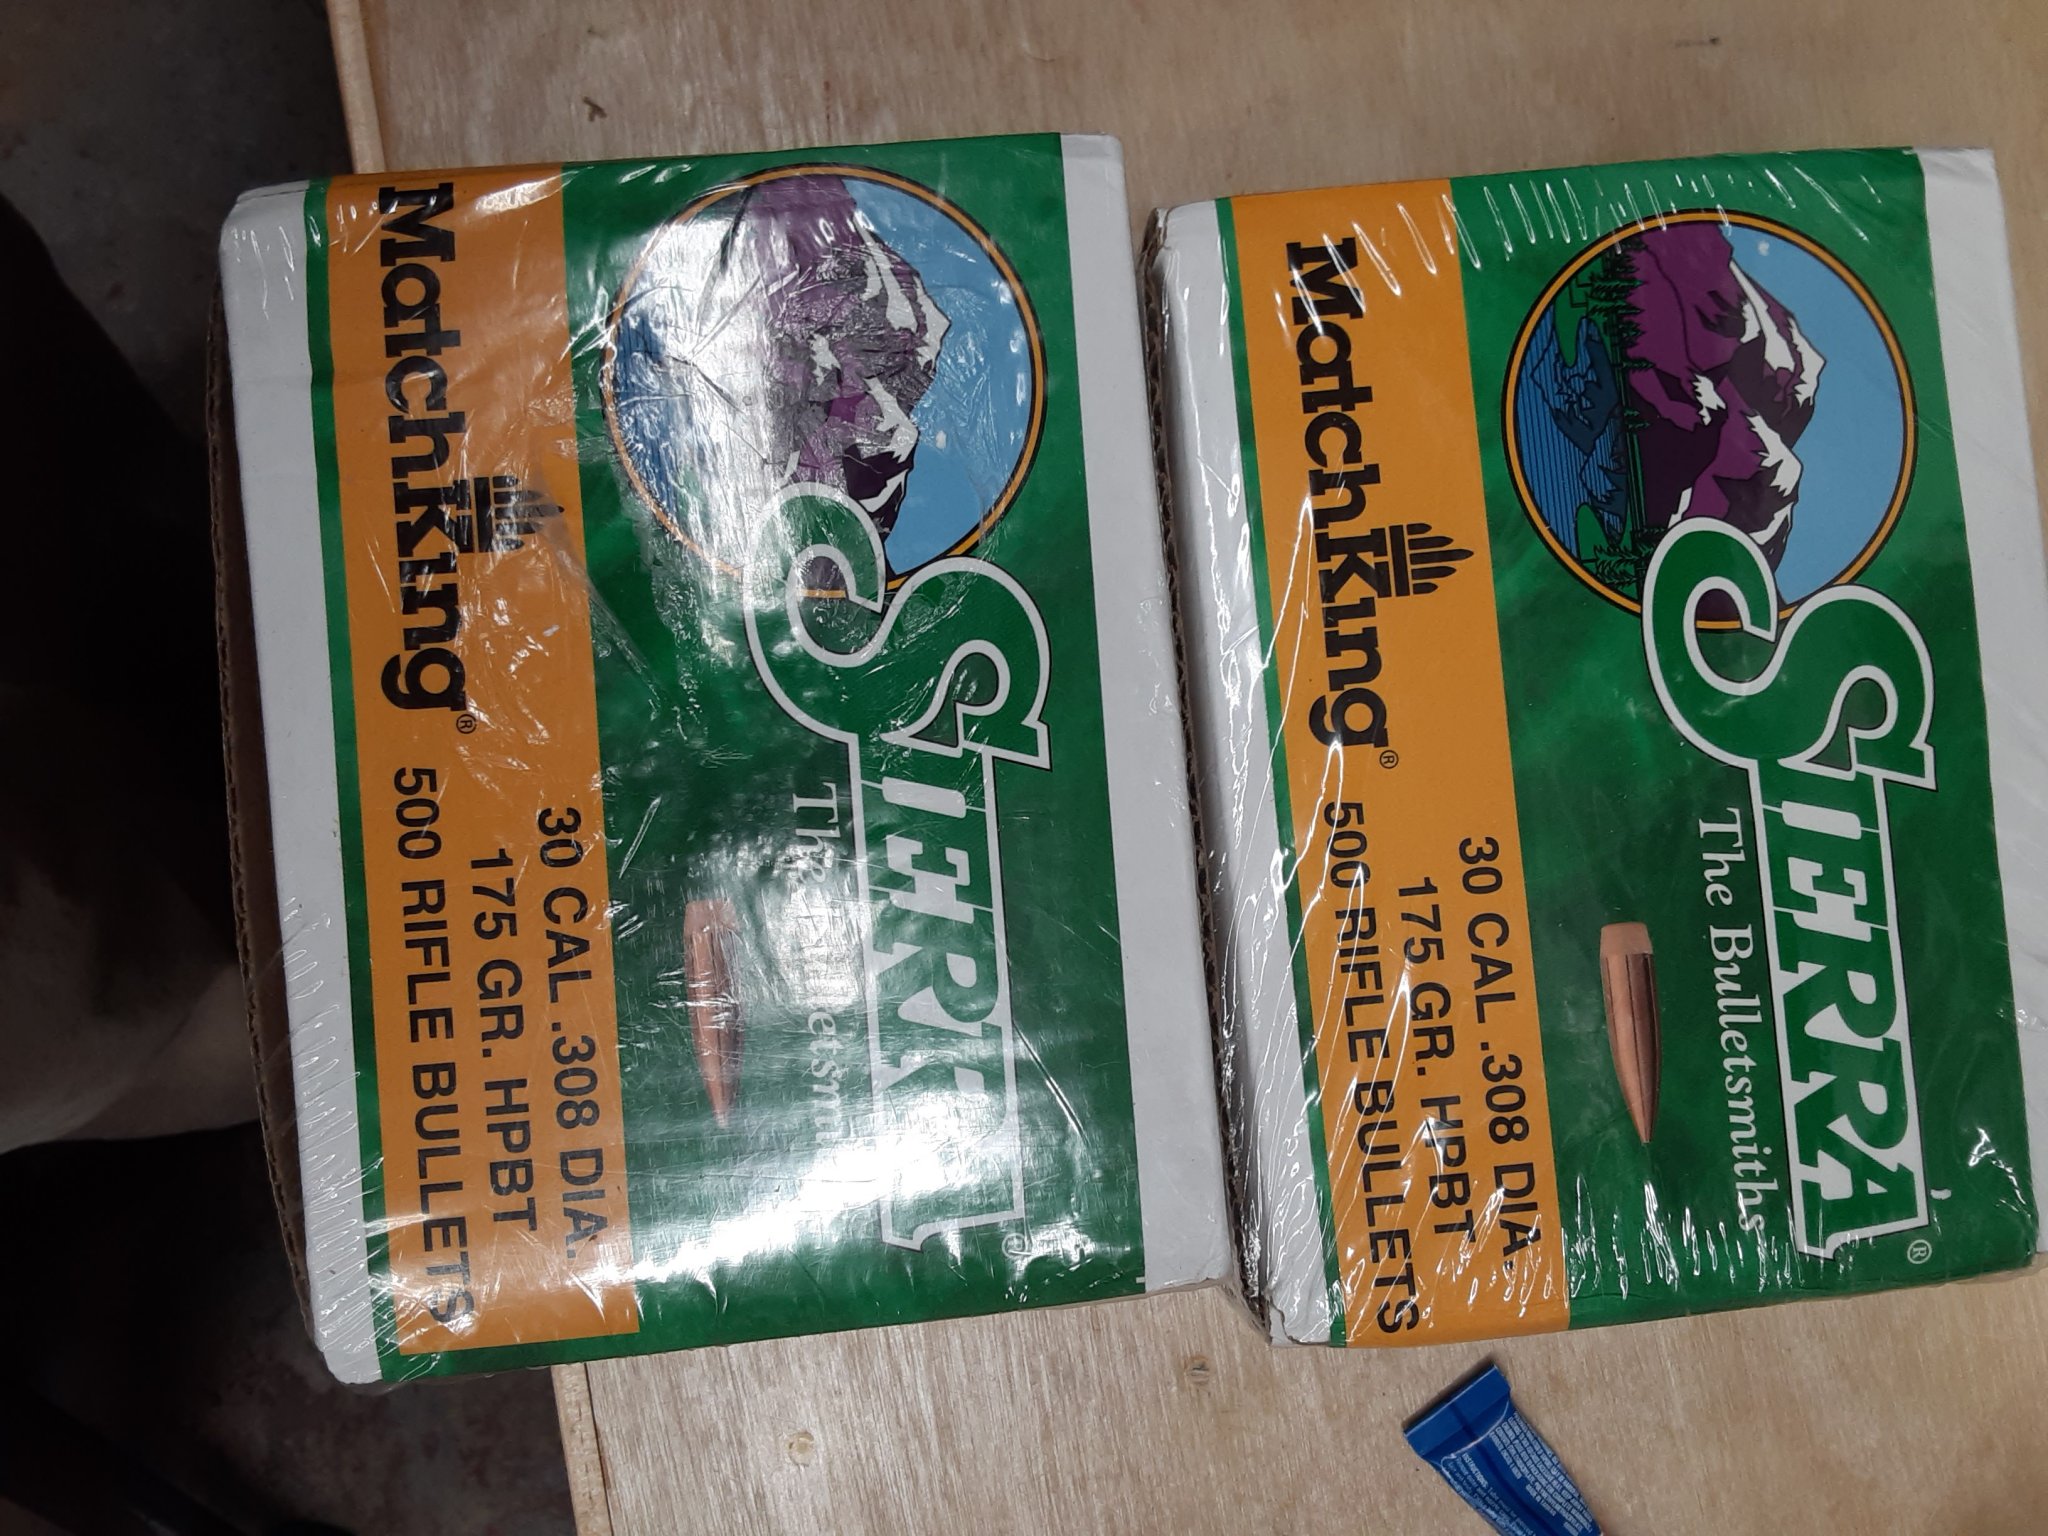 SIERRA®
The Bulletsmiths
MatchKing®
30 CAL .308 DIA.
175 GR. HPBT
500 RIFLE BULLETS
SIERRA®
The Bulletsmiths
MatchKing®
30 CAL .308 DIA.
175 GR. HPBT
500 RIFLE BULLETS
INSTRUCTIONS: